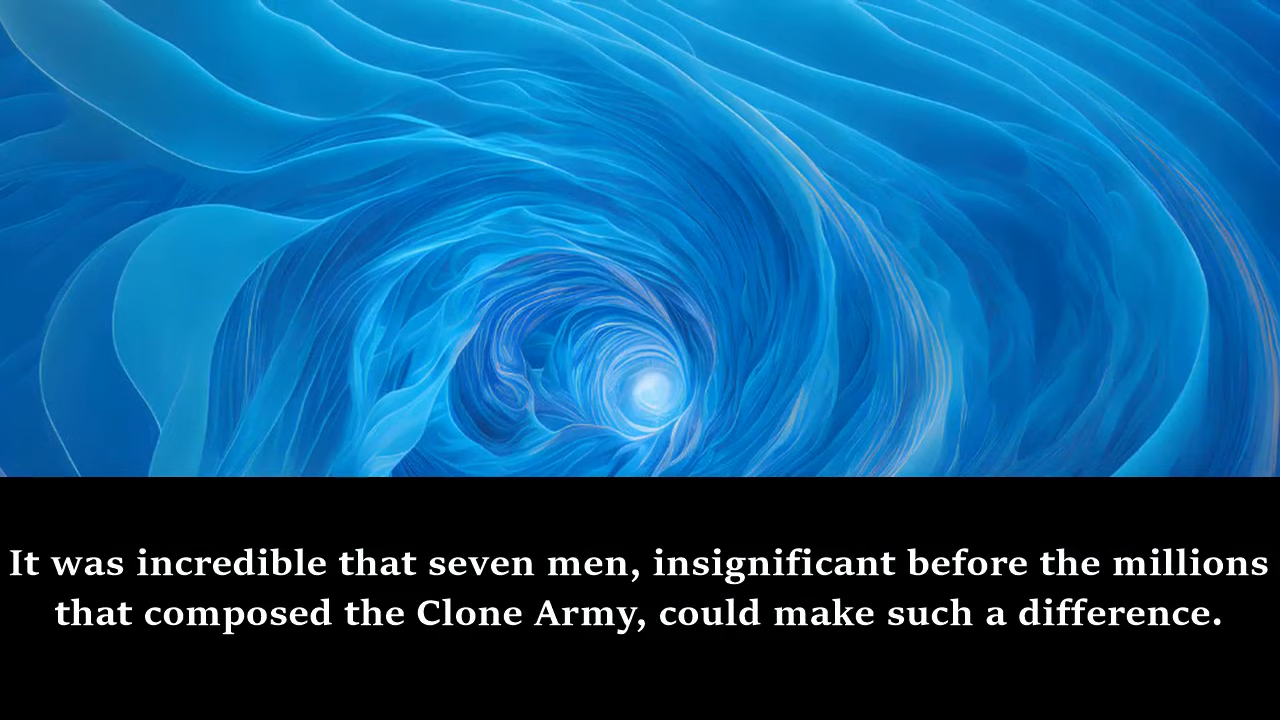 It was incredible that seven men, insignificant before the millions
that composed the Clone Army, could make such a difference.